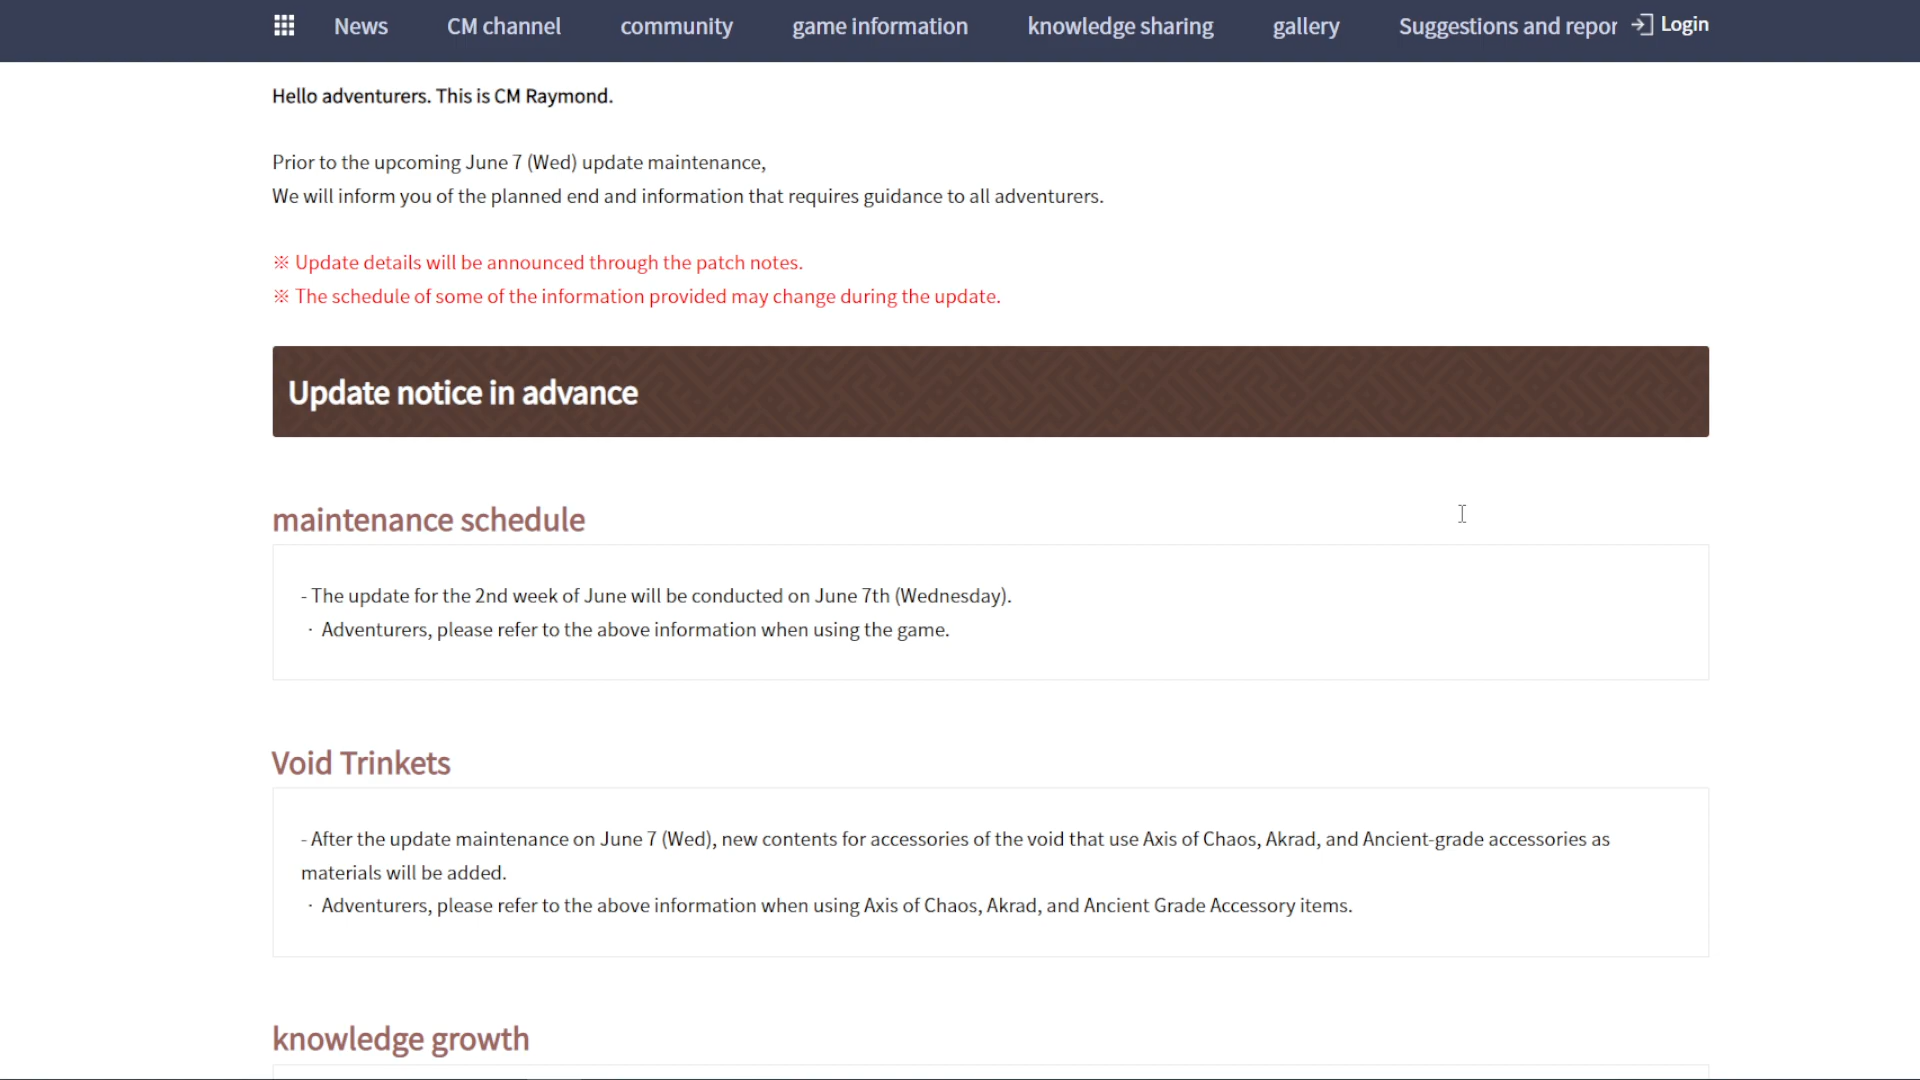 News CM channel community game information knowledge sharing gallery Suggestions and repor Login
Hello adventurers. This is CM Raymond.
Prior to the upcoming June 7 (Wed) update maintenance,
We will inform you of the planned end and information that requires guidance to all adventurers.
※ Update details will be announced through the patch notes.
※ The schedule of some of the information provided may change during the update.
Update notice in advance
maintenance schedule
- The update for the 2nd week of June will be conducted on June 7th (Wednesday).
· Adventurers, please refer to the above information when using the game.
Void Trinkets
- After the update maintenance on June 7 (Wed), new contents for accessories of the void that use Axis of Chaos, Akrad, and Ancient-grade accessories as
materials will be added.
· Adventurers, please refer to the above information when using Axis of Chaos, Akrad, and Ancient Grade Accessory items.
knowledge growth